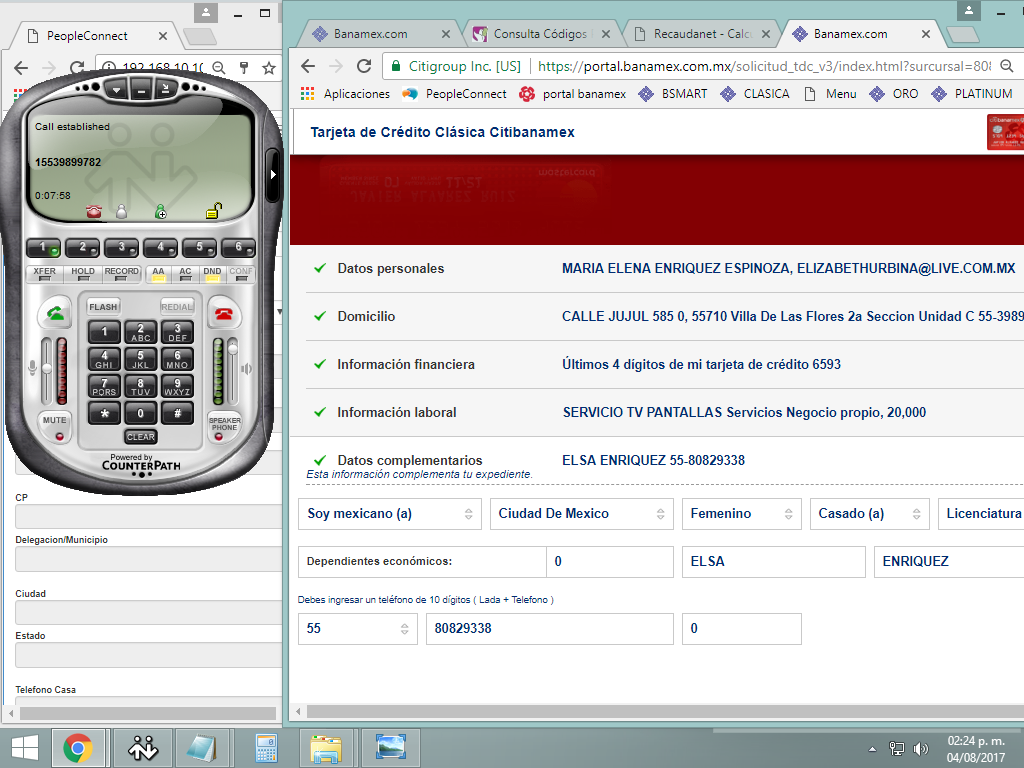 PeopleConnect
192.168.10.10
Call established
15539899782
0:07:58
1 2 3 4 5 6
XFER HOLD RECORD AA AC DND CONF
FLASH REDIAL
1 2 ABC 3 DEF
4 GHI 5 JKL 6 MNO
7 PQRS 8 TUV 9 WXYZ
* 0 #
MUTE
SPEAKER PHONE
CLEAR
Powered by
COUNTERPATH
CP
Delegacion/Municipio
Ciudad
Estado
Telefono Casa
Banamex.com
Consulta Códigos
Recaudanet - Calc
Banamex.com
Citigroup Inc. [US] https://portal.banamex.com.mx/solicitud_tdc_v3/index.html?surcursal=808
Aplicaciones PeopleConnect portal banamex BSMART CLASICA Menu ORO PLATINUM
Tarjeta de Crédito Clásica Citibanamex
Datos personales MARIA ELENA ENRIQUEZ ESPINOZA, ELIZABETHURBINA@LIVE.COM.MX
Domicilio CALLE JUJUL 585 0, 55710 Villa De Las Flores 2a Seccion Unidad C 55-3989
Información financiera Últimos 4 dígitos de mi tarjeta de crédito 6593
Información laboral SERVICIO TV PANTALLAS Servicios Negocio propio, 20,000
Datos complementarios ELSA ENRIQUEZ 55-80829338
Esta información complementa tu expediente.
Soy mexicano (a) Ciudad De Mexico Femenino Casado (a) Licenciatura
Dependientes económicos: 0 ELSA ENRIQUEZ
Debes ingresar un teléfono de 10 dígitos ( Lada + Telefono )
55 80829338 0
02:24 p. m.
04/08/2017